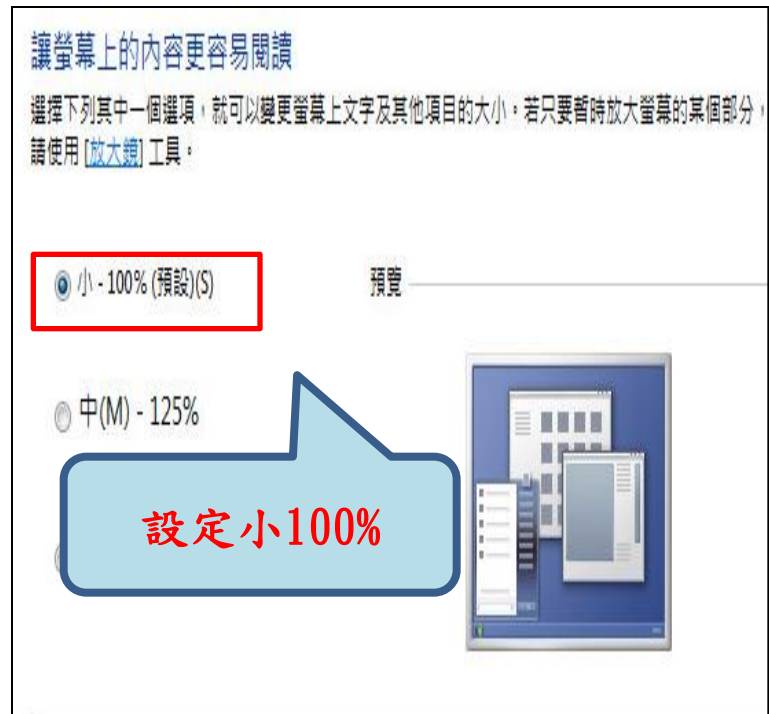 讓螢幕上的內容更容易閱讀
選擇下列其中一個選項，就可以變更螢幕上文字及其他項目的大小。若只要暫時放大螢幕的某個部分，
請使用 [放大鏡] 工具。
小 - 100% (預設)(S)
預覽
中(M) - 125%
設定小100%